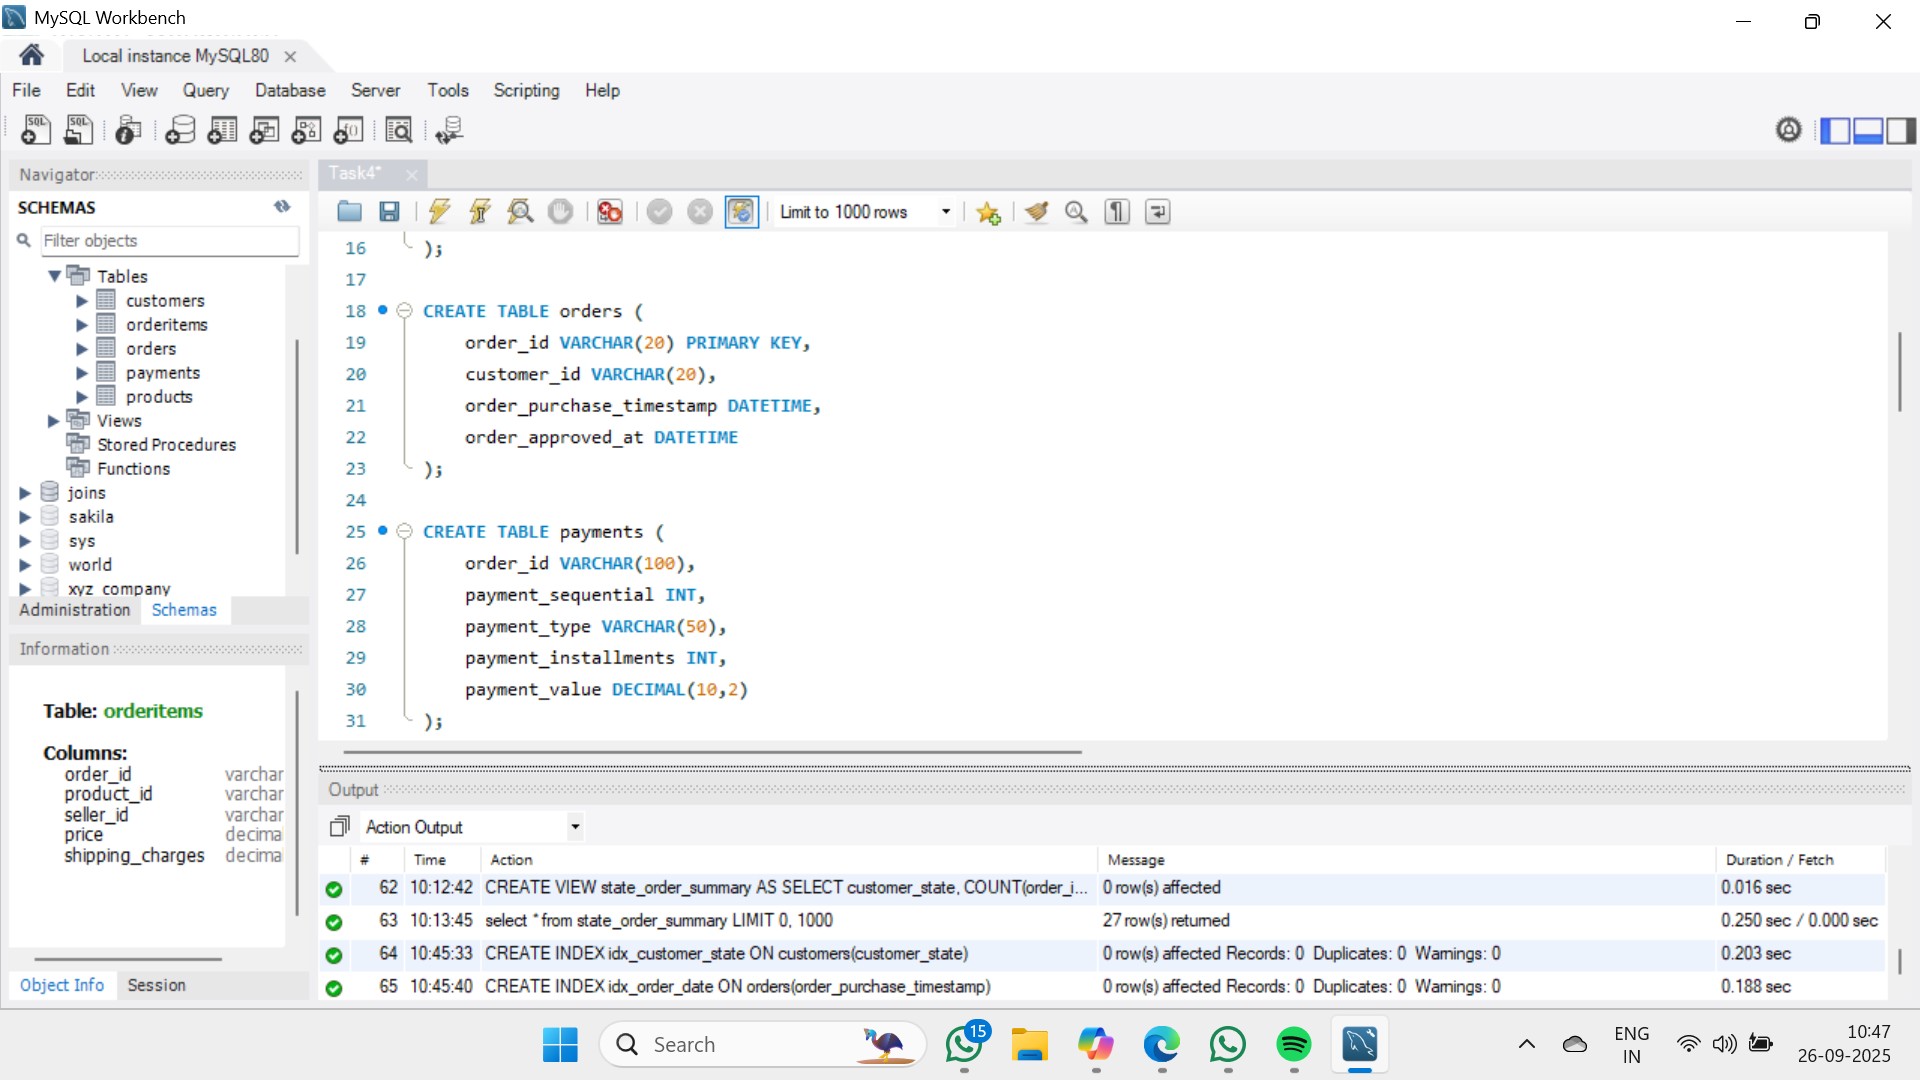 MySQL Workbench
Local instance MySQL80
File Edit View Query Database Server Tools Scripting Help
SQL SQL
Navigator
Task4*
SCHEMAS
Limit to 1000 rows
Filter objects
Tables
customers
orderitems
orders
payments
products
Views
Stored Procedures
Functions
joins
sakila
sys
world
xyz_company
Administration Schemas
Information
Table: orderitems
Columns:
order_id varchar
product_id varchar
seller_id varchar
price decima
shipping_charges decima
Object Info Session
16 );
17
18 CREATE TABLE orders (
19 order_id VARCHAR(20) PRIMARY KEY,
20 customer_id VARCHAR(20),
21 order_purchase_timestamp DATETIME,
22 order_approved_at DATETIME
23 );
24
25 CREATE TABLE payments (
26 order_id VARCHAR(100),
27 payment_sequential INT,
28 payment_type VARCHAR(50),
29 payment_installments INT,
30 payment_value DECIMAL(10,2)
31 );
Output
Action Output
# Time Action Message Duration / Fetch
62 10:12:42 CREATE VIEW state_order_summary AS SELECT customer_state, COUNT(order_i... 0 row(s) affected 0.016 sec
63 10:13:45 select * from state_order_summary LIMIT 0, 1000 27 row(s) returned 0.250 sec / 0.000 sec
64 10:45:33 CREATE INDEX idx_customer_state ON customers(customer_state) 0 row(s) affected Records: 0 Duplicates: 0 Warnings: 0 0.203 sec
65 10:45:40 CREATE INDEX idx_order_date ON orders(order_purchase_timestamp) 0 row(s) affected Records: 0 Duplicates: 0 Warnings: 0 0.188 sec
Search
15
ENG
IN
10:47
26-09-2025